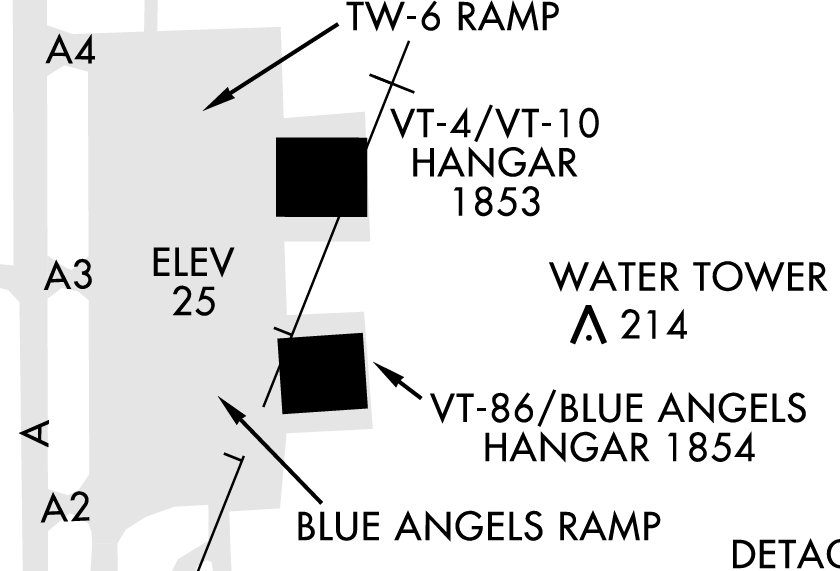 TW-6 RAMP
A4
VT-4/VT-10
HANGAR
1853
ELEV
25
A3
WATER TOWER
214
VT-86/BLUE ANGELS
HANGAR 1854
A
A2
BLUE ANGELS RAMP
DETAC